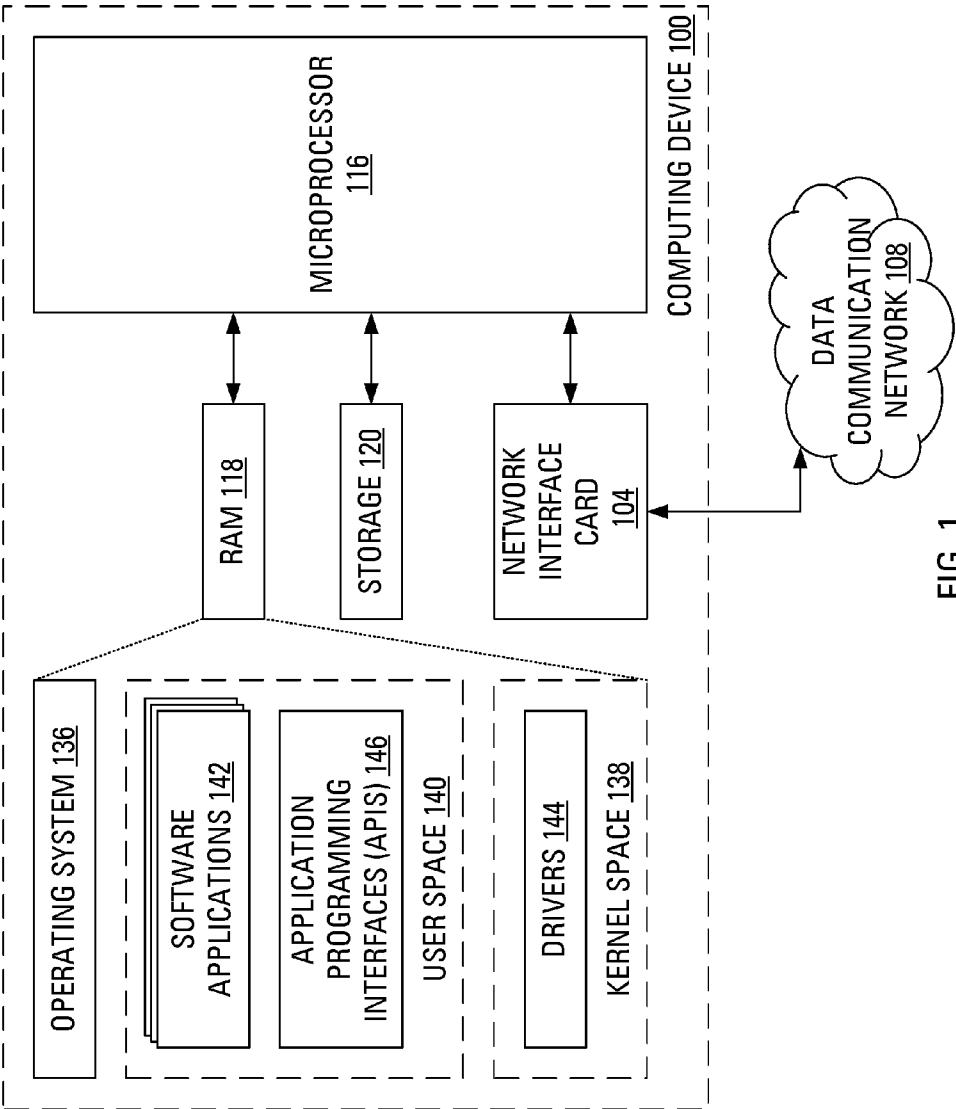 OPERATING SYSTEM 136
SOFTWARE
APPLICATIONS 142
APPLICATION
PROGRAMMING
INTERFACES (APIS) 146
USER SPACE 140
DRIVERS 144
KERNEL SPACE 138
RAM 118
STORAGE 120
NETWORK
INTERFACE
CARD
104
MICROPROCESSOR
116
COMPUTING DEVICE 100
DATA
COMMUNICATION
NETWORK 108
FIG. 1